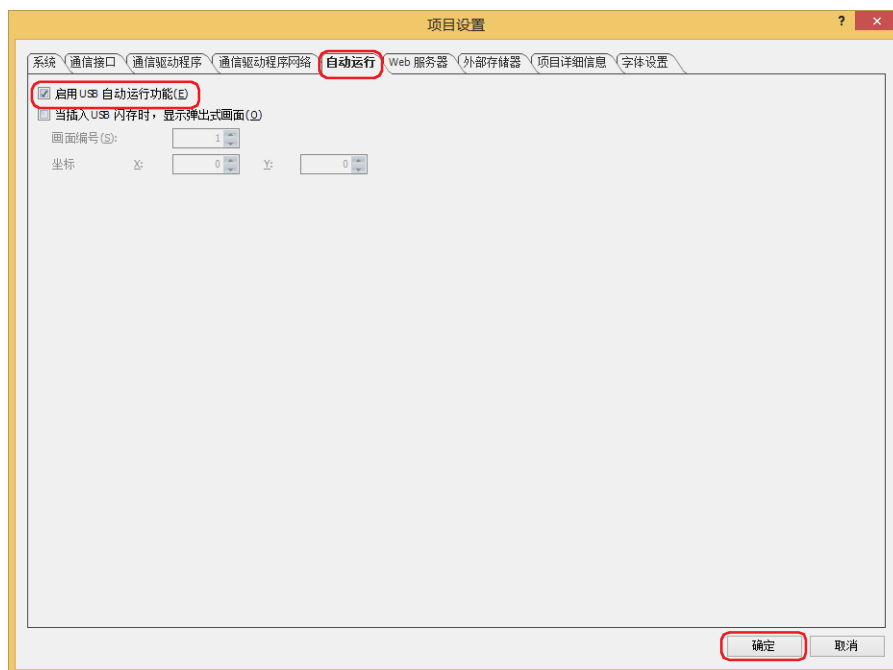 项目设置
? ×
系统 通信接口 通信驱动程序 通信驱动程序网络 自动运行 Web 服务器 外部存储器 项目详细信息 字体设置
启用 USB 自动运行功能(E)
当插入 USB 闪存时，显示弹出式画面(O)
画面编号(S): 1
坐标 X: 0 Y: 0
确定 取消